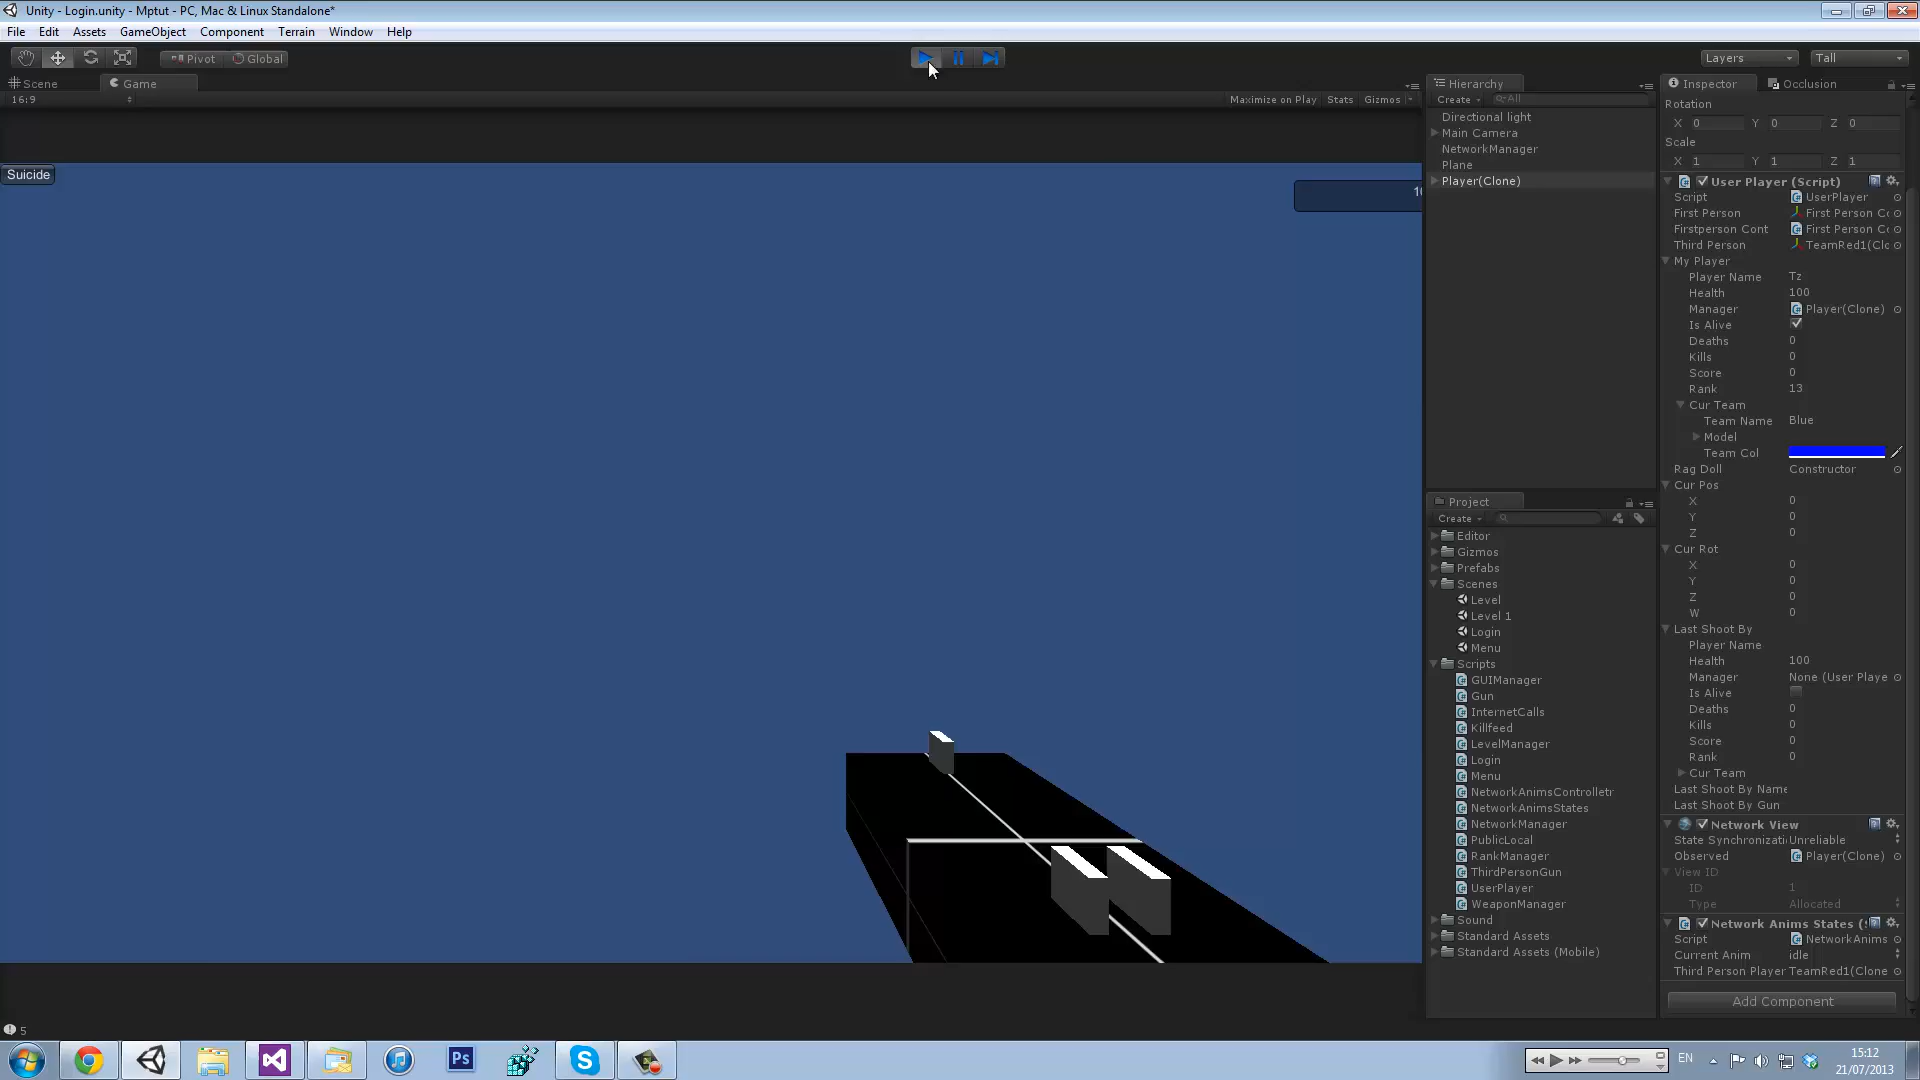 Unity - Login.unity - Mptut - PC, Mac & Linux Standalone*
File Edit Assets GameObject Component Terrain Window Help
Pivot Global Layers Tall
Scene Game
16:9 Maximize on Play Stats Gizmos
Suicide
10
Hierarchy
Create All
Directional light
Main Camera
NetworkManager
Plane
Player(Clone)
Project
Create
Editor
Gizmos
Prefabs
Scenes
Level
Level 1
Login
Menu
Scripts
GUIManager
Gun
InternetCalls
Killfeed
LevelManager
Login
Menu
NetworkAnimsControlletr
NetworkAnimsStates
NetworkManager
PublicLocal
RankManager
ThirdPersonGun
UserPlayer
WeaponManager
Sound
Standard Assets
Standard Assets (Mobile)
Inspector Occlusion
Rotation
X 0 Y 0 Z 0
Scale
X 1 Y 1 Z 1
User Player (Script)
Script UserPlayer
First Person First Person Co
Firstperson Cont First Person Co
Third Person TeamRed1(Clo
My Player
Player Name Tz
Health 100
Manager Player(Clone)
Is Alive
Deaths 0
Kills 0
Score 0
Rank 13
Cur Team
Team Name Blue
Model
Team Col
Rag Doll Constructor
Cur Pos
X 0
Y 0
Z 0
Cur Rot
X 0
Y 0
Z 0
W 0
Last Shoot By
Player Name
Health 100
Manager None (User Playe
Is Alive
Deaths 0
Kills 0
Score 0
Rank 0
Cur Team
Last Shoot By Name
Last Shoot By Gun
Network View
State Synchronizati Unreliable
Observed Player(Clone)
View ID
ID 1
Type Allocated
Network Anims States (S
Script NetworkAnims
Current Anim idle
Third Person Player TeamRed1(Clone
Add Component
5
Ps
EN
15:12
21/07/2013